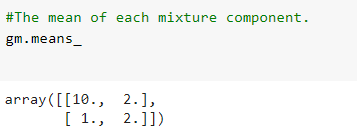 #The mean of each mixture component.
gm.means_
array([[10.,  2.],
       [ 1.,  2.]])